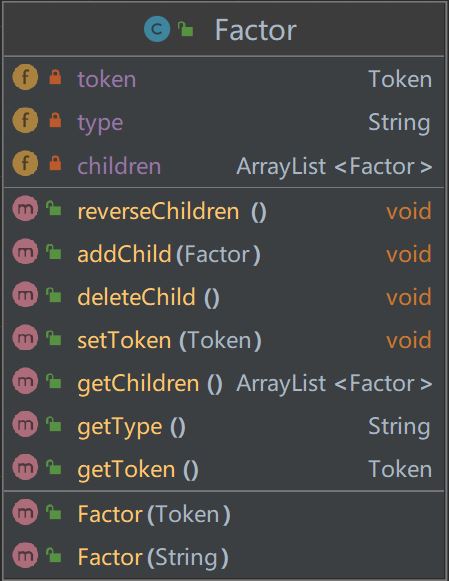 C Factor
f token Token
f type String
f children ArrayList <Factor>
m reverseChildren () void
m addChild(Factor) void
m deleteChild () void
m setToken (Token) void
m getChildren () ArrayList <Factor>
m getType () String
m getToken () Token
m Factor(Token)
m Factor(String)